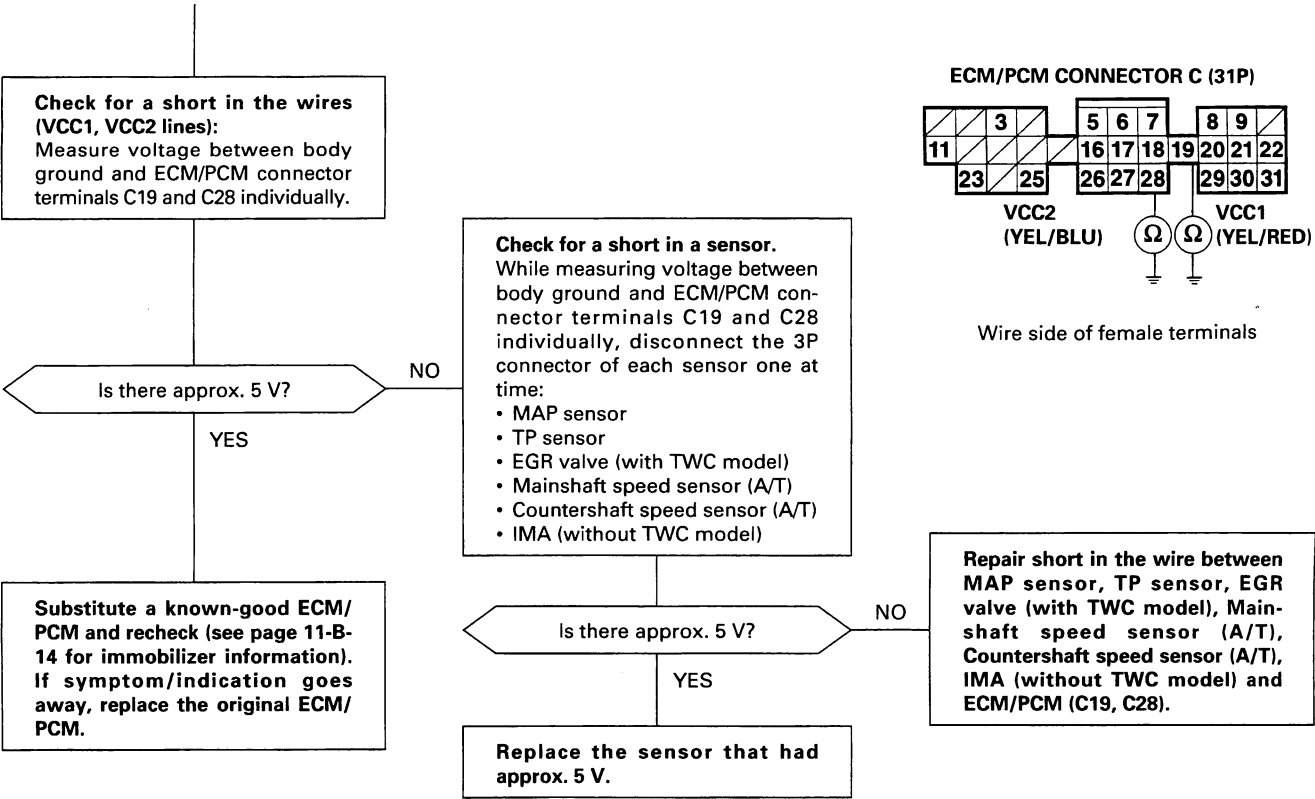 Check for a short in the wires
(VCC1, VCC2 lines):
Measure voltage between body
ground and ECM/PCM connector
terminals C19 and C28 individually.
Is there approx. 5 V?
NO
YES
Substitute a known-good ECM/
PCM and recheck (see page 11-B-
14 for immobilizer information).
If symptom/indication goes
away, replace the original ECM/
PCM.
Check for a short in a sensor.
While measuring voltage between
body ground and ECM/PCM con-
nector terminals C19 and C28
individually, disconnect the 3P
connector of each sensor one at
time:
• MAP sensor
• TP sensor
• EGR valve (with TWC model)
• Mainshaft speed sensor (A/T)
• Countershaft speed sensor (A/T)
• IMA (without TWC model)
Is there approx. 5 V?
NO
YES
Replace the sensor that had
approx. 5 V.
ECM/PCM CONNECTOR C (31P)
3 5 6 7 8 9
11 16 17 18 19 20 21 22
23 25 26 27 28 29 30 31
VCC2
(YEL/BLU)
Ω Ω
VCC1
(YEL/RED)
Wire side of female terminals
Repair short in the wire between
MAP sensor, TP sensor, EGR
valve (with TWC model), Main-
shaft speed sensor (A/T),
Countershaft speed sensor (A/T),
IMA (without TWC model) and
ECM/PCM (C19, C28).